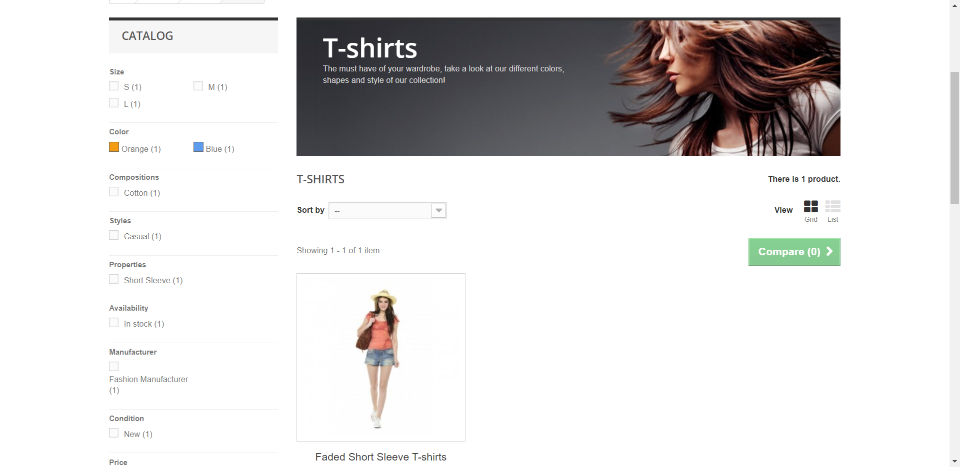 CATALOG
Size
S (1)
M (1)
L (1)
Color
Orange (1)
Blue (1)
Compositions
Cotton (1)
Styles
Casual (1)
Properties
Short Sleeve (1)
Availability
In stock (1)
Manufacturer
Fashion Manufacturer
(1)
Condition
New (1)
Price
T-shirts
The must have of your wardrobe, take a look at our different colors,
shapes and style of our collection!
T-SHIRTS
There is 1 product.
Sort by
--
View
Grid
List
Showing 1 - 1 of 1 item
Compare (0)
Faded Short Sleeve T-shirts